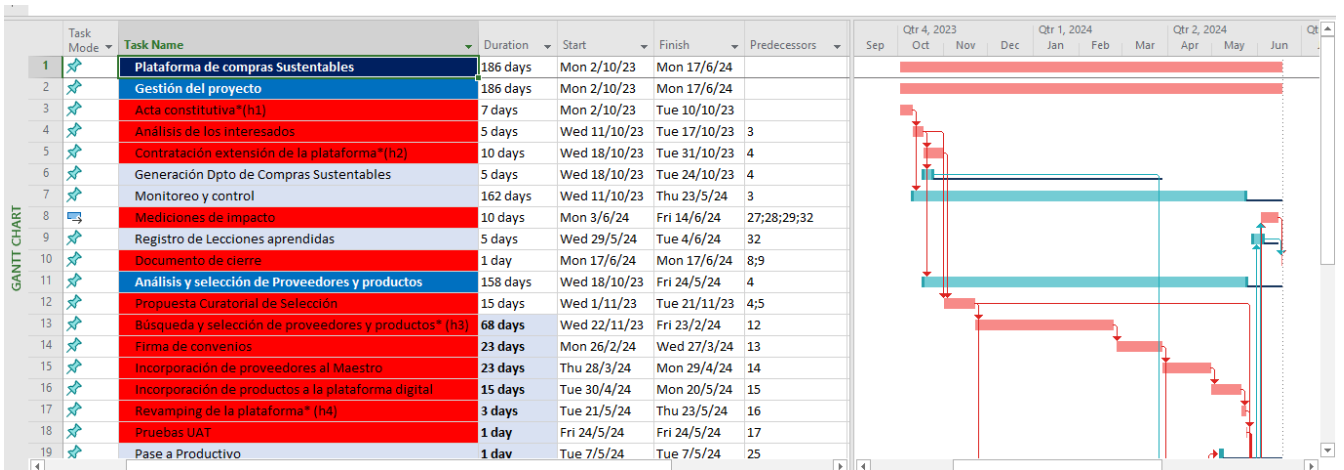 Qtr 4, 2023 Qtr 1, 2024 Qtr 2, 2024 Qt
Task Mode Task Name Duration Start Finish Predecessors Sep Oct Nov Dec Jan Feb Mar Apr May Jun
1 Plataforma de compras Sustentables 186 days Mon 2/10/23 Mon 17/6/24
2 Gestión del proyecto 186 days Mon 2/10/23 Mon 17/6/24
3 Acta constitutiva*(h1) 7 days Mon 2/10/23 Tue 10/10/23
4 Análisis de los interesados 5 days Wed 11/10/23 Tue 17/10/23 3
5 Contratación extensión de la plataforma*(h2) 10 days Wed 18/10/23 Tue 31/10/23 4
6 Generación Dpto de Compras Sustentables 5 days Wed 18/10/23 Tue 24/10/23 4
7 Monitoreo y control 162 days Wed 11/10/23 Thu 23/5/24 3
8 Mediciones de impacto 10 days Mon 3/6/24 Fri 14/6/24 27;28;29;32
9 Registro de Lecciones aprendidas 5 days Wed 29/5/24 Tue 4/6/24 32
10 Documento de cierre 1 day Mon 17/6/24 Mon 17/6/24 8;9
11 Análisis y selección de Proveedores y productos 158 days Wed 18/10/23 Fri 24/5/24 4
12 Propuesta Curatorial de Selección 15 days Wed 1/11/23 Tue 21/11/23 4;5
13 Búsqueda y selección de proveedores y productos* (h3) 68 days Wed 22/11/23 Fri 23/2/24 12
14 Firma de convenios 23 days Mon 26/2/24 Wed 27/3/24 13
15 Incorporación de proveedores al Maestro 23 days Thu 28/3/24 Mon 29/4/24 14
16 Incorporación de productos a la plataforma digital 15 days Tue 30/4/24 Mon 20/5/24 15
17 Revamping de la plataforma* (h4) 3 days Tue 21/5/24 Thu 23/5/24 16
18 Pruebas UAT 1 day Fri 24/5/24 Fri 24/5/24 17
19 Pase a Productivo 1 day Tue 7/5/24 Tue 7/5/24 25
GANTT CHART